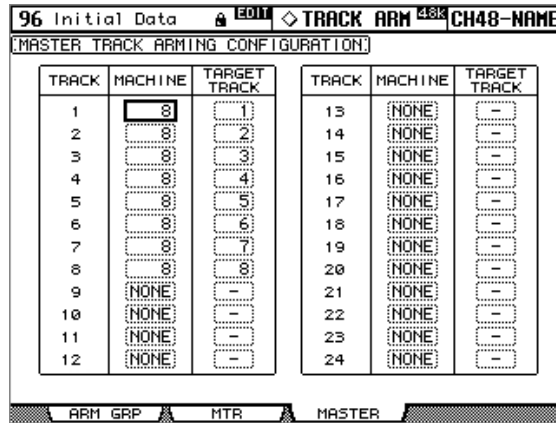 96 Initial Data EDIT ◇TRACK ARM 48K CH48-NAME
MASTER TRACK ARMING CONFIGURATION
TRACK MACHINE TARGET TRACK TRACK MACHINE TARGET TRACK
1 8 1 13 NONE -
2 8 2 14 NONE -
3 8 3 15 NONE -
4 8 4 16 NONE -
5 8 5 17 NONE -
6 8 6 18 NONE -
7 8 7 19 NONE -
8 8 8 20 NONE -
9 NONE - 21 NONE -
10 NONE - 22 NONE -
11 NONE - 23 NONE -
12 NONE - 24 NONE -
ARM GRP MTR MASTER